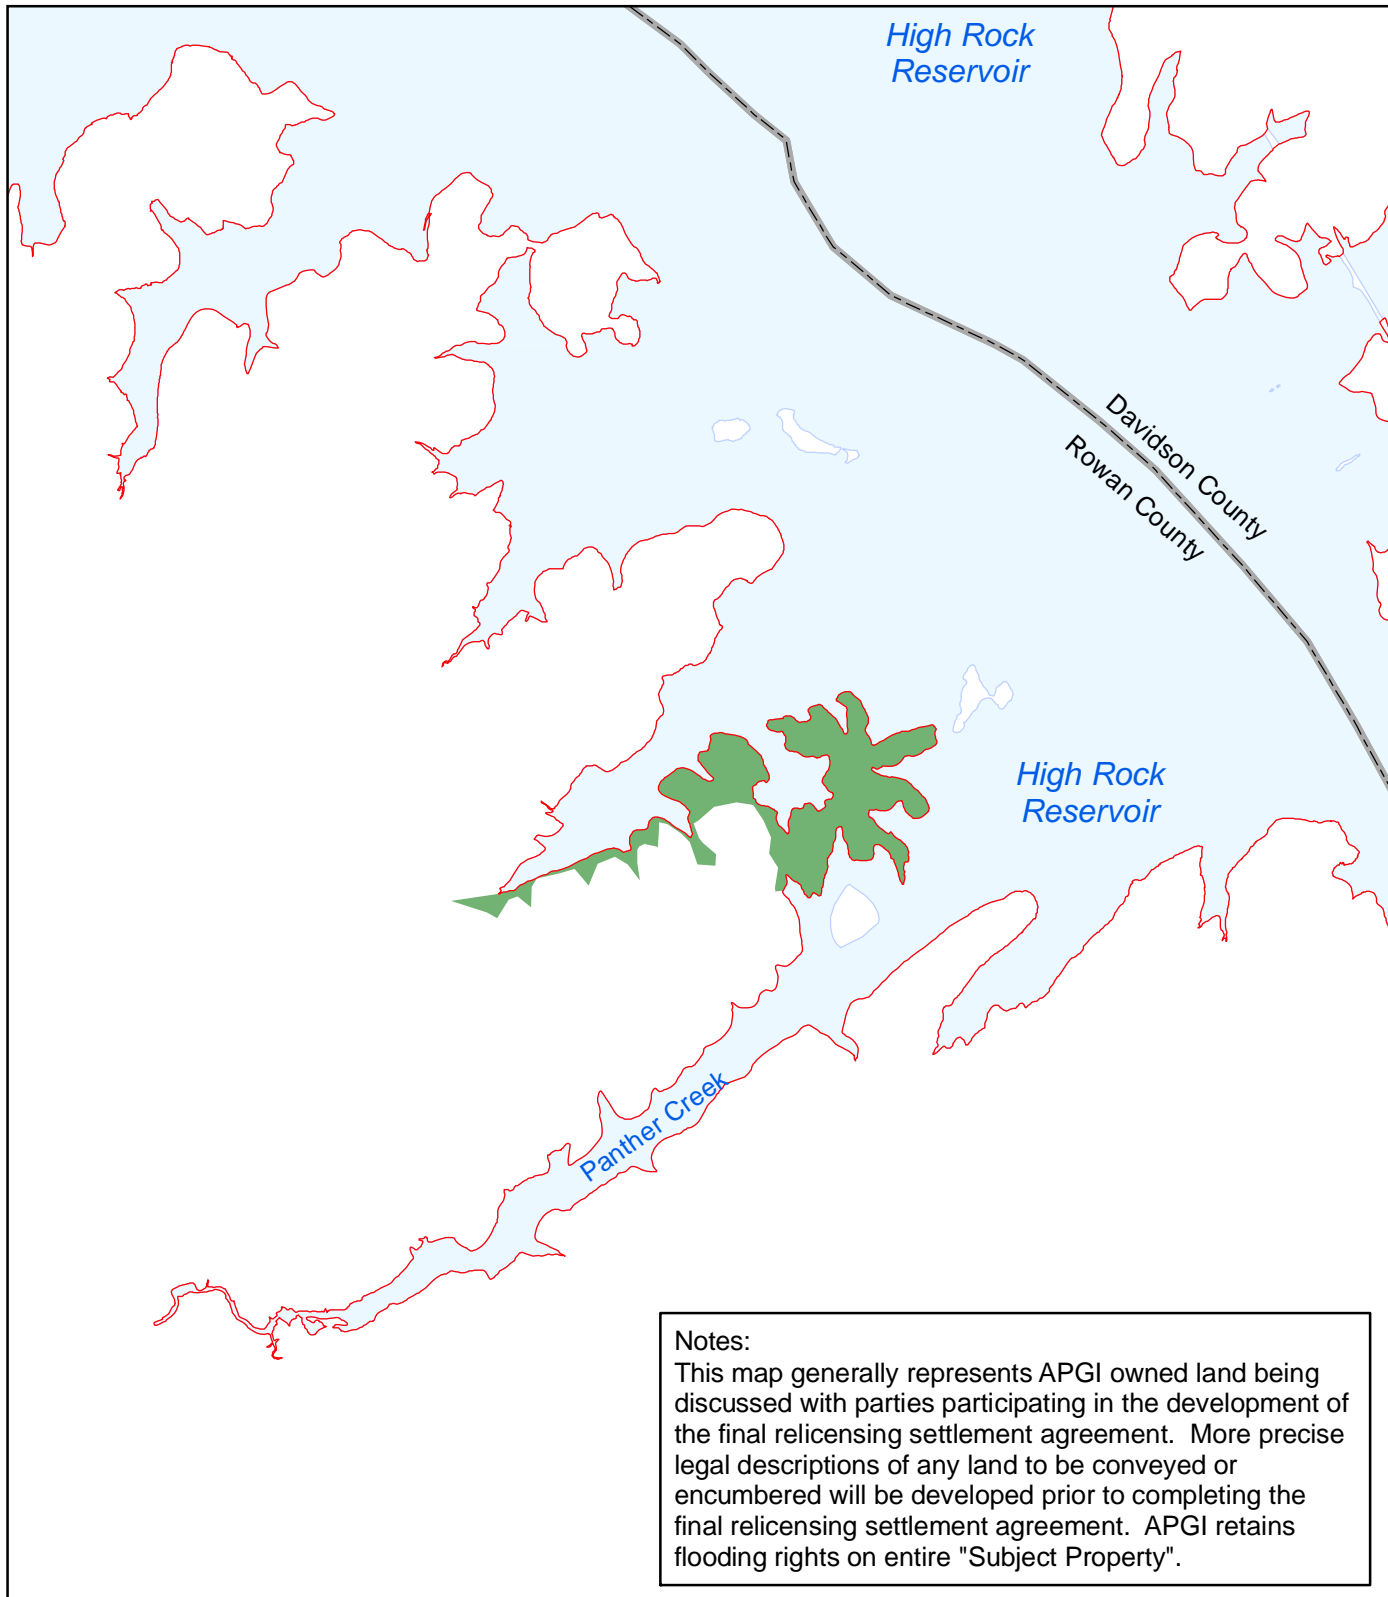 High Rock
Reservoir
Davidson County
Rowan County
High Rock
Reservoir
Panther Creek
Notes:
This map generally represents APGI owned land being
discussed with parties participating in the development of
the final relicensing settlement agreement.  More precise
legal descriptions of any land to be conveyed or
encumbered will be developed prior to completing the
final relicensing settlement agreement.  APGI retains
flooding rights on entire "Subject Property".